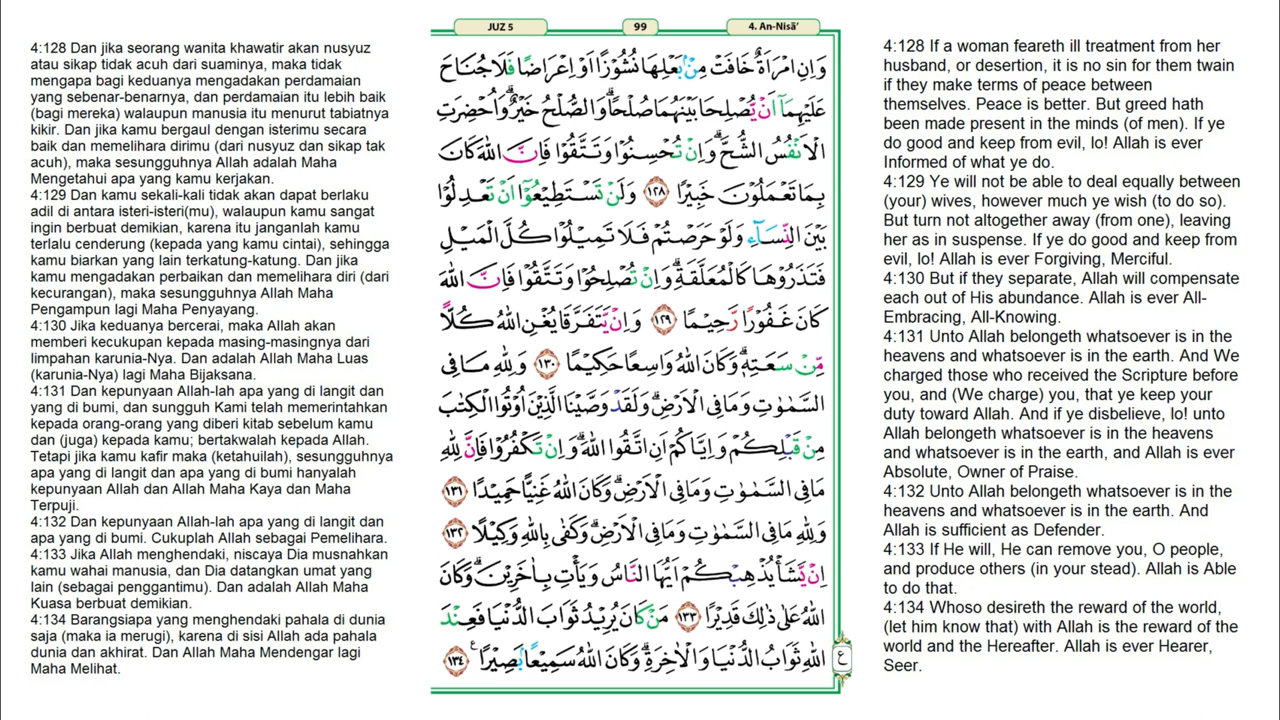 4:128 Dan jika seorang wanita khawatir akan nusyuz
atau sikap tidak acuh dari suaminya, maka tidak
mengapa bagi keduanya mengadakan perdamaian
yang sebenar-benarnya, dan perdamaian itu lebih baik
(bagi mereka) walaupun manusia itu menurut tabiatnya
kikir. Dan jika kamu bergaul dengan isterimu secara
baik dan memelihara dirimu (dari nusyuz dan sikap tak
acuh), maka sesungguhnya Allah adalah Maha
Mengetahui apa yang kamu kerjakan.
4:129 Dan kamu sekali-kali tidak akan dapat berlaku
adil di antara isteri-isteri(mu), walaupun kamu sangat
ingin berbuat demikian, karena itu janganlah kamu
terlalu cenderung (kepada yang kamu cintai), sehingga
kamu biarkan yang lain terkatung-katung. Dan jika
kamu mengadakan perbaikan dan memelihara diri (dari
kecurangan), maka sesungguhnya Allah Maha
Pengampun lagi Maha Penyayang.
4:130 Jika keduanya bercerai, maka Allah akan
memberi kecukupan kepada masing-masingnya dari
limpahan karunia-Nya. Dan adalah Allah Maha Luas
(karunia-Nya) lagi Maha Bijaksana.
4:131 Dan kepunyaan Allah-lah apa yang di langit dan
yang di bumi, dan sungguh Kami telah memerintahkan
kepada orang-orang yang diberi kitab sebelum kamu
dan (juga) kepada kamu; bertakwalah kepada Allah.
Tetapi jika kamu kafir maka (ketahuilah), sesungguhnya
apa yang di langit dan apa yang di bumi hanyalah
kepunyaan Allah dan Allah Maha Kaya dan Maha
Terpuji.
4:132 Dan kepunyaan Allah-lah apa yang di langit dan
apa yang di bumi. Cukuplah Allah sebagai Pemelihara.
4:133 Jika Allah menghendaki, niscaya Dia musnahkan
kamu wahai manusia, dan Dia datangkan umat yang
lain (sebagai penggantimu). Dan adalah Allah Maha
Kuasa berbuat demikian.
4:134 Barangsiapa yang menghendaki pahala di dunia
saja (maka ia merugi), karena di sisi Allah ada pahala
dunia dan akhirat. Dan Allah Maha Mendengar lagi
Maha Melihat.
JUZ 5
99
4. An-Nisā'
وَاِنِ امْرَاَةٌ خَافَتْ مِنْۢ بَعْلِهَا نُشُوْزًا اَوْ اِعْرَاضًا فَلَا جُنَاحَ
عَلَيْهِمَآ اَنْ يُّصْلِحَا بَيْنَهُمَا صُلْحًا ۗوَالصُّلْحُ خَيْرٌ ۗوَاُحْضِرَتِ
الْاَنْفُسُ الشُّحَّ ۗوَاِنْ تُحْسِنُوْا وَتَتَّقُوْا فَاِنَّ اللّٰهَ كَانَ
بِمَا تَعْمَلُوْنَ خَبِيْرًا ١٢٨ وَلَنْ تَسْتَطِيْعُوْٓا اَنْ تَعْدِلُوْا
بَيْنَ النِّسَاۤءِ وَلَوْ حَرَصْتُمْ فَلَا تَمِيْلُوْا كُلَّ الْمَيْلِ
فَتَذَرُوْهَا كَالْمُعَلَّقَةِ ۗوَاِنْ تُصْلِحُوْا وَتَتَّقُوْا فَاِنَّ اللّٰهَ
كَانَ غَفُوْرًا رَّحِيْمًا ١٢٩ وَاِنْ يَّتَفَرَّقَا يُغْنِ اللّٰهُ كُلًّا
مِّنْ سَعَتِهٖۗ وَكَانَ اللّٰهُ وَاسِعًا حَكِيْمًا ١٣٠ وَلِلّٰهِ مَا فِى
السَّمٰوٰتِ وَمَا فِى الْاَرْضِۗ وَلَقَدْ وَصَّيْنَا الَّذِيْنَ اُوْتُوا الْكِتٰبَ
مِنْ قَبْلِكُمْ وَاِيَّاكُمْ اَنِ اتَّقُوا اللّٰهَ ۗوَاِنْ تَكْفُرُوْا فَاِنَّ لِلّٰهِ
مَا فِى السَّمٰوٰتِ وَمَا فِى الْاَرْضِۗ وَكَانَ اللّٰهُ غَنِيًّا حَمِيْدًا ١٣١
وَلِلّٰهِ مَا فِى السَّمٰوٰتِ وَمَا فِى الْاَرْضِۗ وَكَفٰى بِاللّٰهِ وَكِيْلًا ١٣٢
اِنْ يَّشَأْ يُذْهِبْكُمْ اَيُّهَا النَّاسُ وَيَأْتِ بِاٰخَرِيْنَۗ وَكَانَ
اللّٰهُ عَلٰى ذٰلِكَ قَدِيْرًا ١٣٣ مَنْ كَانَ يُرِيْدُ ثَوَابَ الدُّنْيَا فَعِنْدَ
اللّٰهِ ثَوَابُ الدُّنْيَا وَالْاٰخِرَةِ ۗوَكَانَ اللّٰهُ سَمِيْعًاۢ بَصِيْرًا ࣖ ١٣٤
ع
4:128 If a woman feareth ill treatment from her
husband, or desertion, it is no sin for them twain
if they make terms of peace between
themselves. Peace is better. But greed hath
been made present in the minds (of men). If ye
do good and keep from evil, lo! Allah is ever
Informed of what ye do.
4:129 Ye will not be able to deal equally between
(your) wives, however much ye wish (to do so).
But turn not altogether away (from one), leaving
her as in suspense. If ye do good and keep from
evil, lo! Allah is ever Forgiving, Merciful.
4:130 But if they separate, Allah will compensate
each out of His abundance. Allah is ever All-
Embracing, All-Knowing.
4:131 Unto Allah belongeth whatsoever is in the
heavens and whatsoever is in the earth. And We
charged those who received the Scripture before
you, and (We charge) you, that ye keep your
duty toward Allah. And if ye disbelieve, lo! unto
Allah belongeth whatsoever is in the heavens
and whatsoever is in the earth, and Allah is ever
Absolute, Owner of Praise.
4:132 Unto Allah belongeth whatsoever is in the
heavens and whatsoever is in the earth. And
Allah is sufficient as Defender.
4:133 If He will, He can remove you, O people,
and produce others (in your stead). Allah is Able
to do that.
4:134 Whoso desireth the reward of the world,
(let him know that) with Allah is the reward of the
world and the Hereafter. Allah is ever Hearer,
Seer.